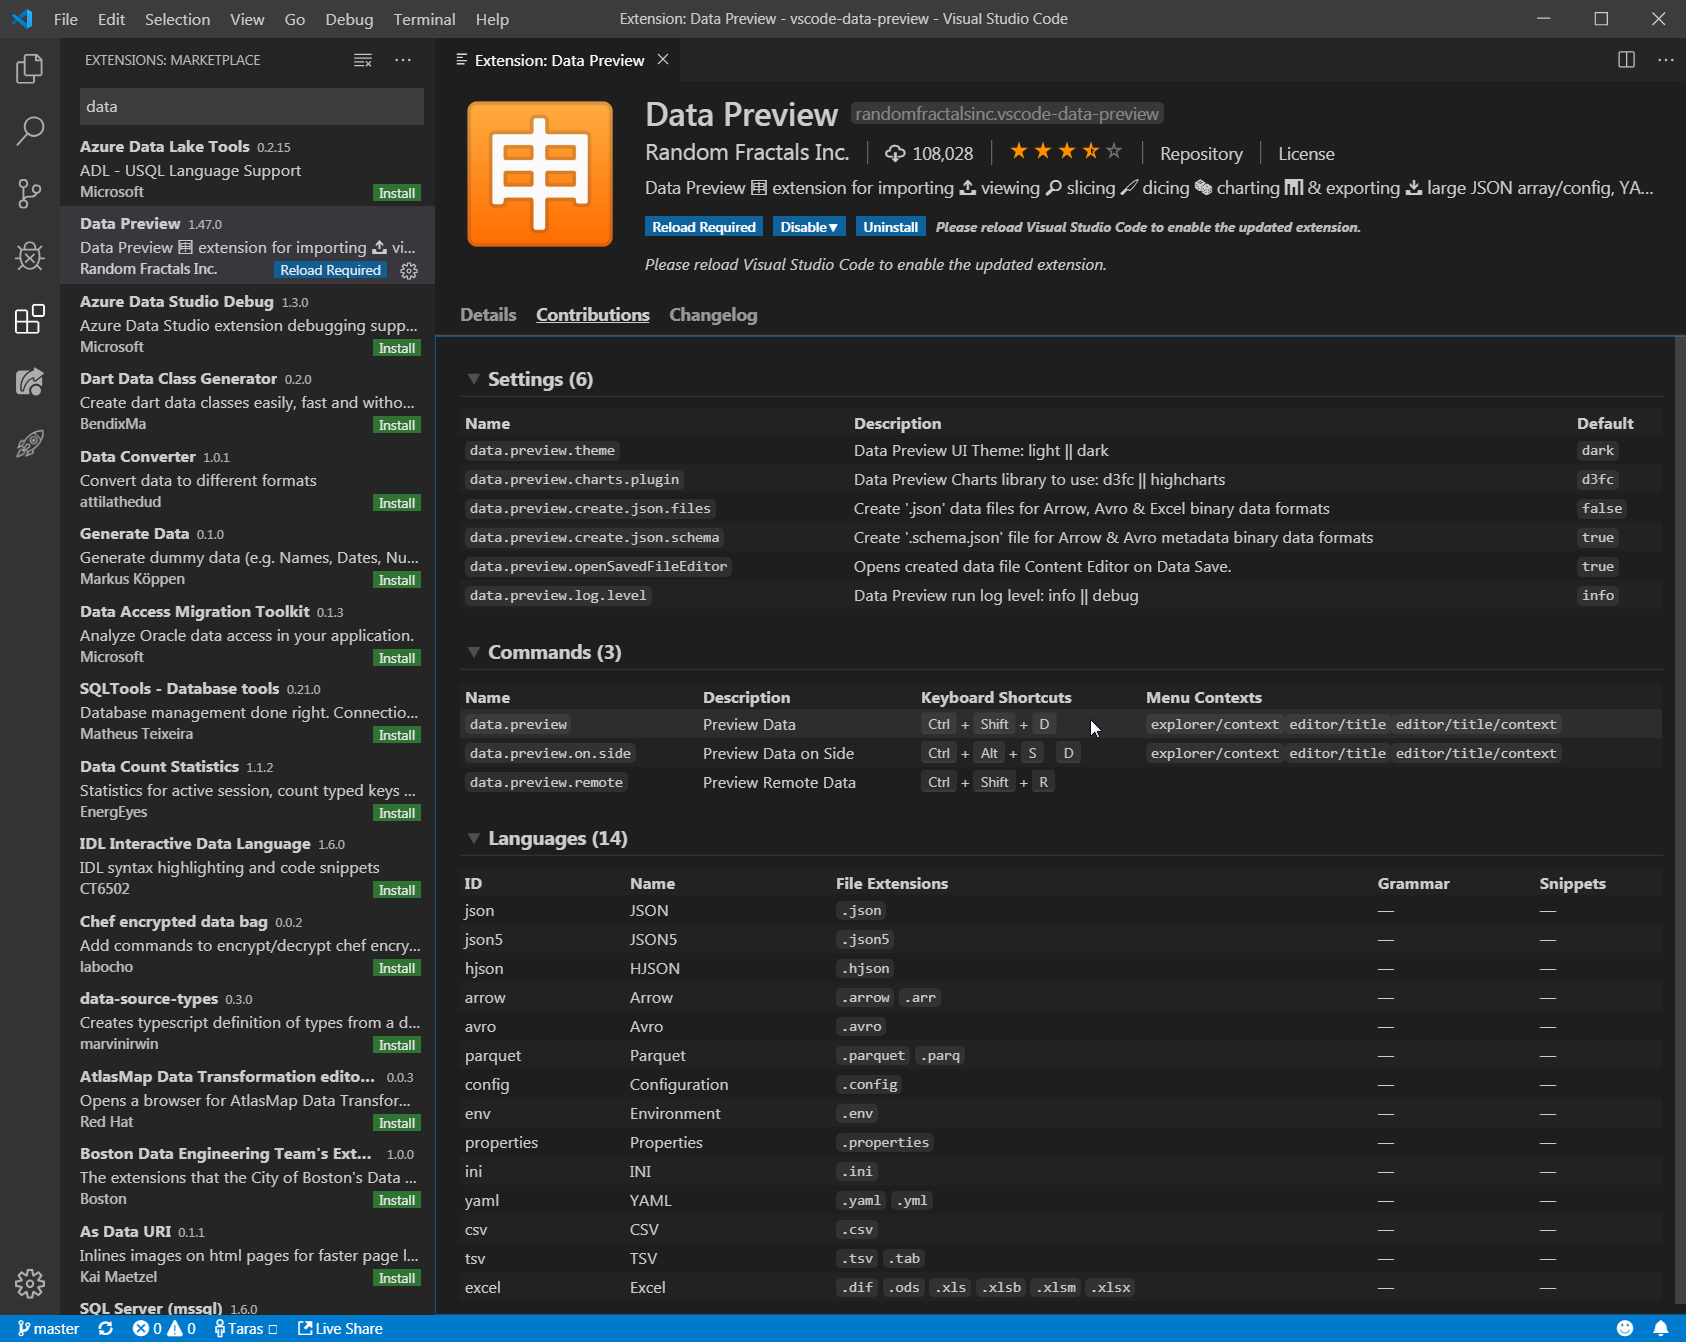 File Edit Selection View Go Debug Terminal Help
Extension: Data Preview - vscode-data-preview - Visual Studio Code
EXTENSIONS: MARKETPLACE
data
Azure Data Lake Tools 0.2.15
ADL - USQL Language Support
Microsoft Install
Data Preview 1.47.0
Data Preview extension for importing vi...
Random Fractals Inc. Reload Required
Azure Data Studio Debug 1.3.0
Azure Data Studio extension debugging supp...
Microsoft Install
Dart Data Class Generator 0.2.0
Create dart data classes easily, fast and witho...
BendixMa Install
Data Converter 1.0.1
Convert data to different formats
attilathedud Install
Generate Data 0.1.0
Generate dummy data (e.g. Names, Dates, Nu...
Markus Köppen Install
Data Access Migration Toolkit 0.1.3
Analyze Oracle data access in your application.
Microsoft Install
SQLTools - Database tools 0.21.0
Database management done right. Connectio...
Matheus Teixeira Install
Data Count Statistics 1.1.2
Statistics for active session, count typed keys ...
EnergEyes Install
IDL Interactive Data Language 1.6.0
IDL syntax highlighting and code snippets
CT6502 Install
Chef encrypted data bag 0.0.2
Add commands to encrypt/decrypt chef encry...
labocho Install
data-source-types 0.3.0
Creates typescript definition of types from a d...
marvinirwin Install
AtlasMap Data Transformation edito... 0.0.3
Opens a browser for AtlasMap Data Transfor...
Red Hat Install
Boston Data Engineering Team's Ext... 1.0.0
The extensions that the City of Boston's Data ...
Boston Install
As Data URI 0.1.1
Inlines images on html pages for faster page l...
Kai Maetzel Install
SQL Server (mssql) 1.6.0
Extension: Data Preview
申
Data Preview randomfractalsinc.vscode-data-preview
Random Fractals Inc. 108,028 Repository License
Data Preview extension for importing viewing slicing dicing charting & exporting large JSON array/config, YA...
Reload Required Disable▼ Uninstall Please reload Visual Studio Code to enable the updated extension.
Please reload Visual Studio Code to enable the updated extension.
Details Contributions Changelog
Settings (6)
Name Description Default
data.preview.theme Data Preview UI Theme: light || dark dark
data.preview.charts.plugin Data Preview Charts library to use: d3fc || highcharts d3fc
data.preview.create.json.files Create '.json' data files for Arrow, Avro & Excel binary data formats false
data.preview.create.json.schema Create '.schema.json' file for Arrow & Avro metadata binary data formats true
data.preview.openSavedFileEditor Opens created data file Content Editor on Data Save. true
data.preview.log.level Data Preview run log level: info || debug info
Commands (3)
Name Description Keyboard Shortcuts Menu Contexts
data.preview Preview Data Ctrl + Shift + D explorer/context editor/title editor/title/context
data.preview.on.side Preview Data on Side Ctrl + Alt + S D explorer/context editor/title editor/title/context
data.preview.remote Preview Remote Data Ctrl + Shift + R
Languages (14)
ID Name File Extensions Grammar Snippets
json JSON .json — —
json5 JSON5 .json5 — —
hjson HJSON .hjson — —
arrow Arrow .arrow .arr — —
avro Avro .avro — —
parquet Parquet .parquet .parq — —
config Configuration .config — —
env Environment .env — —
properties Properties .properties — —
ini INI .ini — —
yaml YAML .yaml .yml — —
csv CSV .csv — —
tsv TSV .tsv .tab — —
excel Excel .dif .ods .xls .xlsb .xlsm .xlsx — —
master 0 0 Taras Live Share